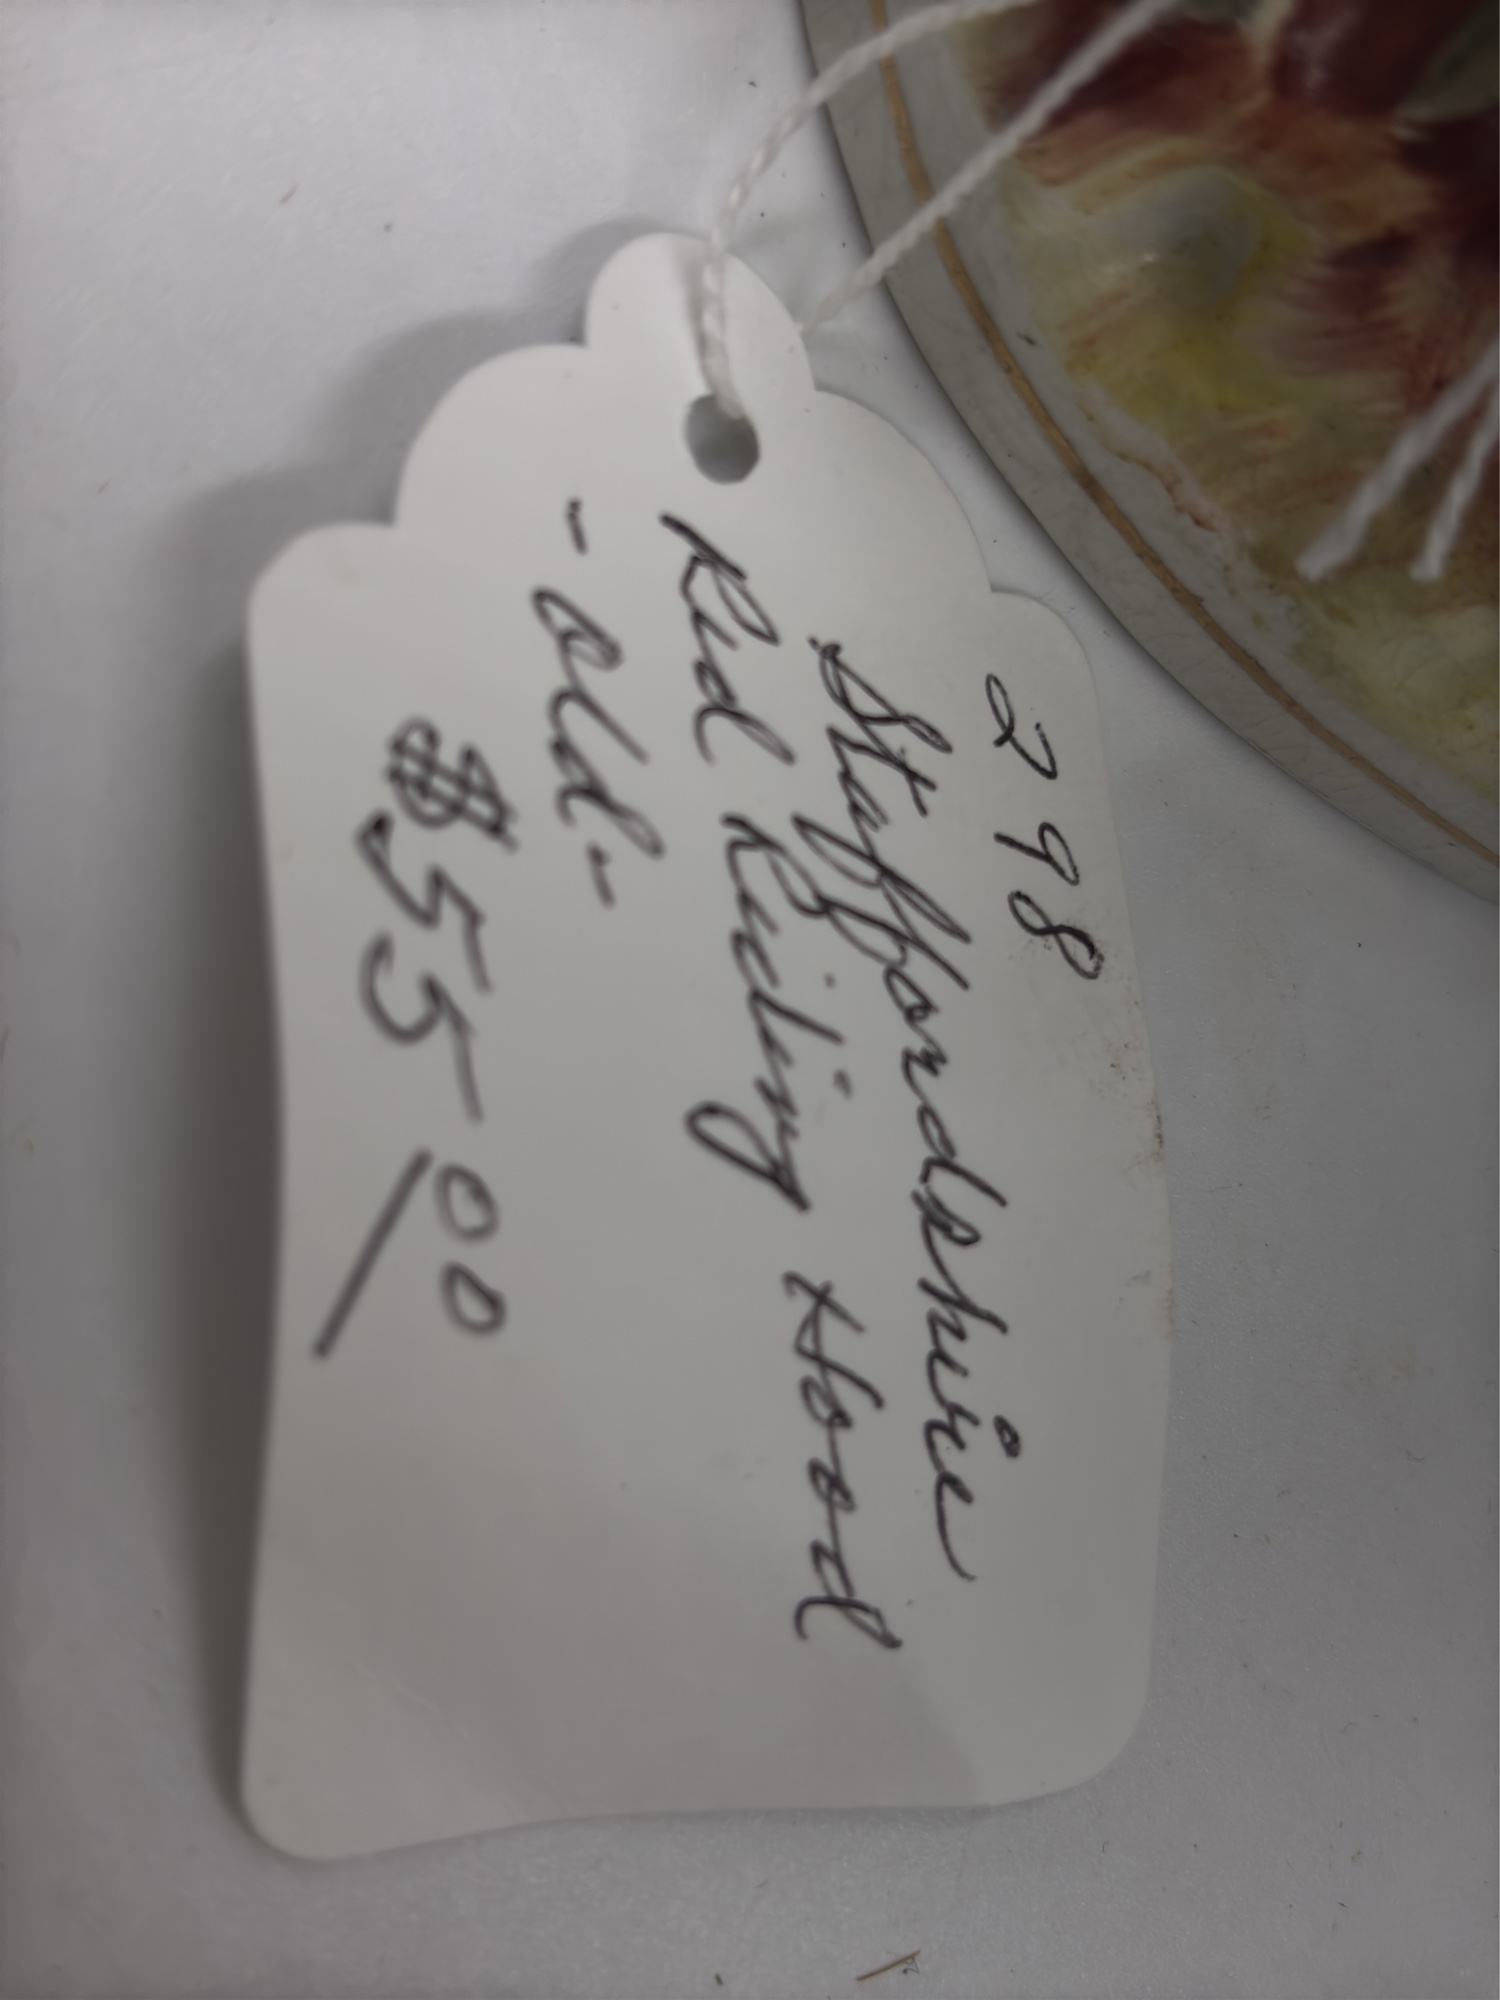 298
Staffordshire
Red Riding Hood
- Old -
$55.00